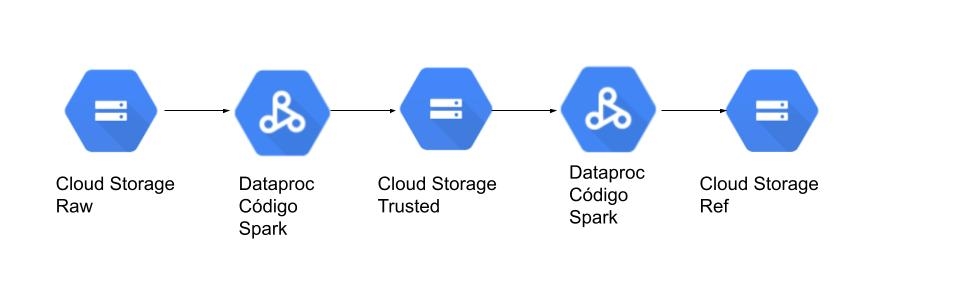 Cloud Storage
Raw
Dataproc
Código
Spark
Cloud Storage
Trusted
Dataproc
Código
Spark
Cloud Storage
Ref